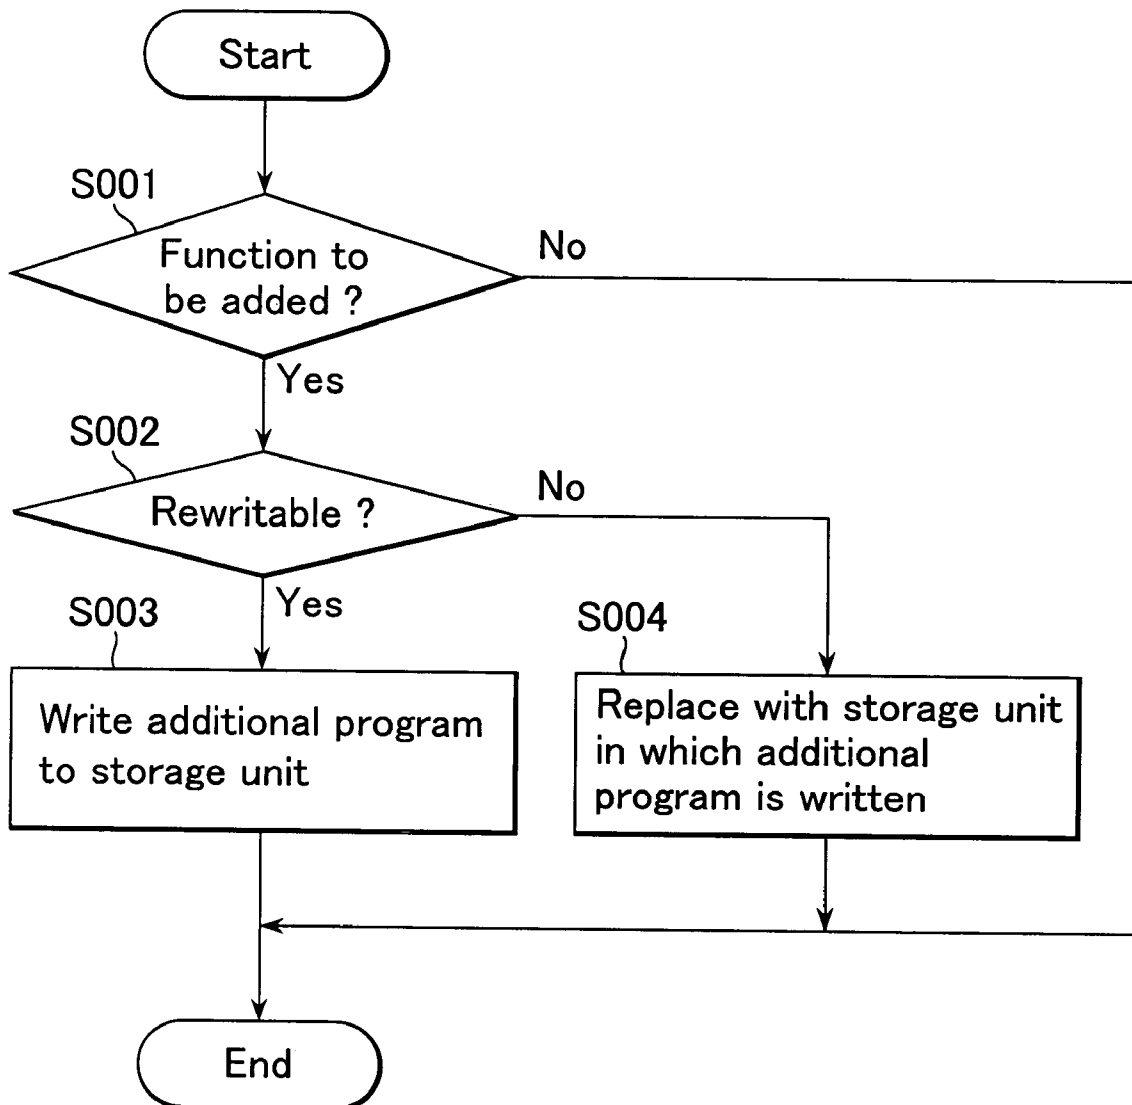 Start
S001
Function to
be added ?
No
Yes
S002
Rewritable ?
No
Yes
S003
Write additional program
to storage unit
S004
Replace with storage unit
in which additional
program is written
End